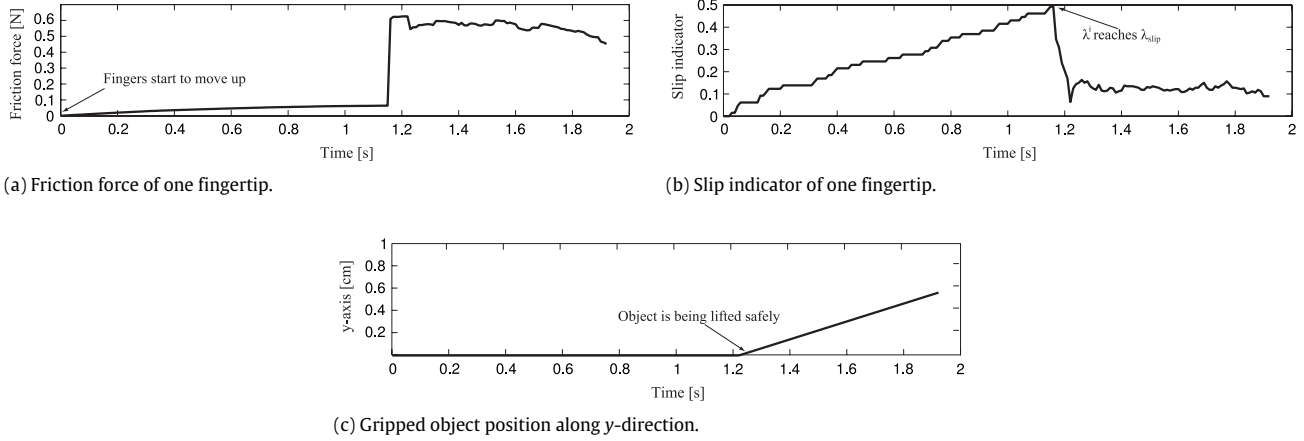 Friction force [N]
0.6
0.5
0.4
0.3
0.2
0.1
0
Fingers start to move up
0 0.2 0.4 0.6 0.8 1 1.2 1.4 1.6 1.8 2
Time [s]
(a) Friction force of one fingertip.
Slip indicator
0.5
0.4
0.3
0.2
0.1
0
λⁱ reaches λslip
0 0.2 0.4 0.6 0.8 1 1.2 1.4 1.6 1.8 2
Time [s]
(b) Slip indicator of one fingertip.
y-axis [cm]
1
0.8
0.6
0.4
0.2
Object is being lifted safely
0 0.2 0.4 0.6 0.8 1 1.2 1.4 1.6 1.8 2
Time [s]
(c) Gripped object position along y-direction.